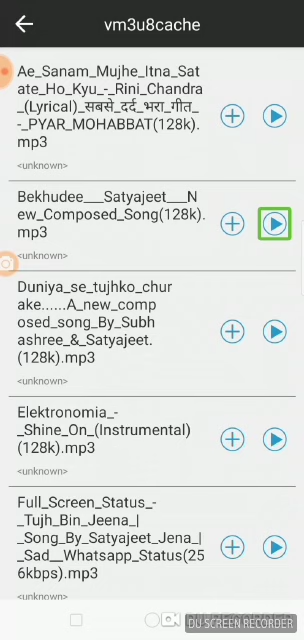 vm3u8cache
Ae_Sanam_Mujhe_Itna_Sat
ate_Ho_Kyu_-_Rini_Chandra
_(Lyrical)_सबसे_दर्द_भरा_गीत_
-_PYAR_MOHABBAT(128k).
mp3
<unknown>
Bekhudee___Satyajeet___N
ew_Composed_Song(128k).
mp3
<unknown>
Duniya_se_tujhko_chur
ake......A_new_comp
osed_song_By_Subh
ashree_&_Satyajeet.
(128k).mp3
<unknown>
Elektronomia_-
_Shine_On_(Instrumental)
(128k).mp3
<unknown>
Full_Screen_Status_-
_Tujh_Bin_Jeena_|
_Song_By_Satyajeet_Jena_|
_Sad__Whatsapp_Status(25
6kbps).mp3
<unknown>
DU SCREEN RECORDER